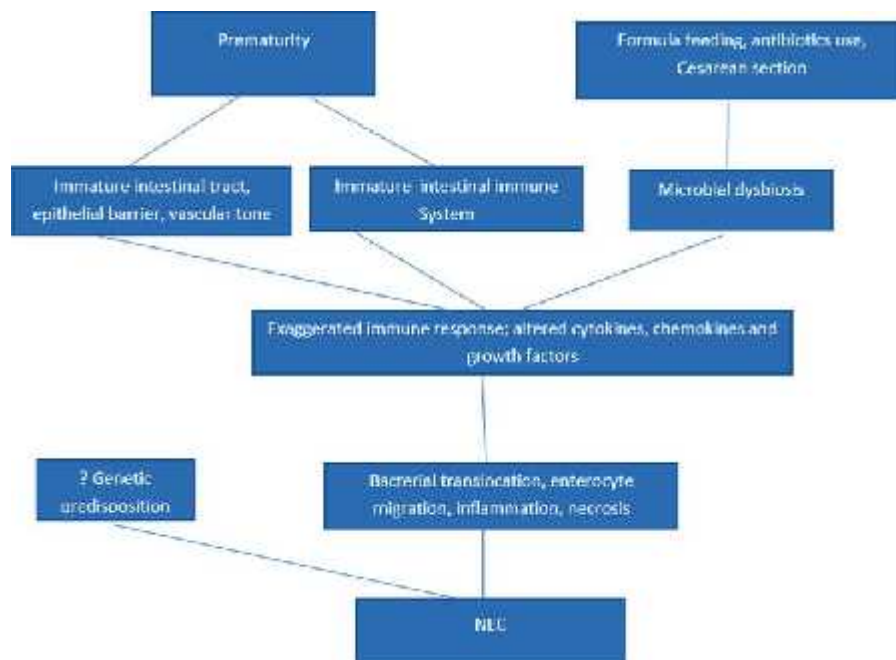 Prematurity
Formula feeding, antibiotics use,
Cesarean section
Immature intestinal tract,
epithelial barrier, vascular tone
Immature intestinal immune
System
Microbial dysbiosis
Exaggerated immune response; altered cytokines, chemokines and
growth factors
? Genetic
predisposition
Bacterial translocation, enterocyte
migration, inflammation, necrosis
NEC